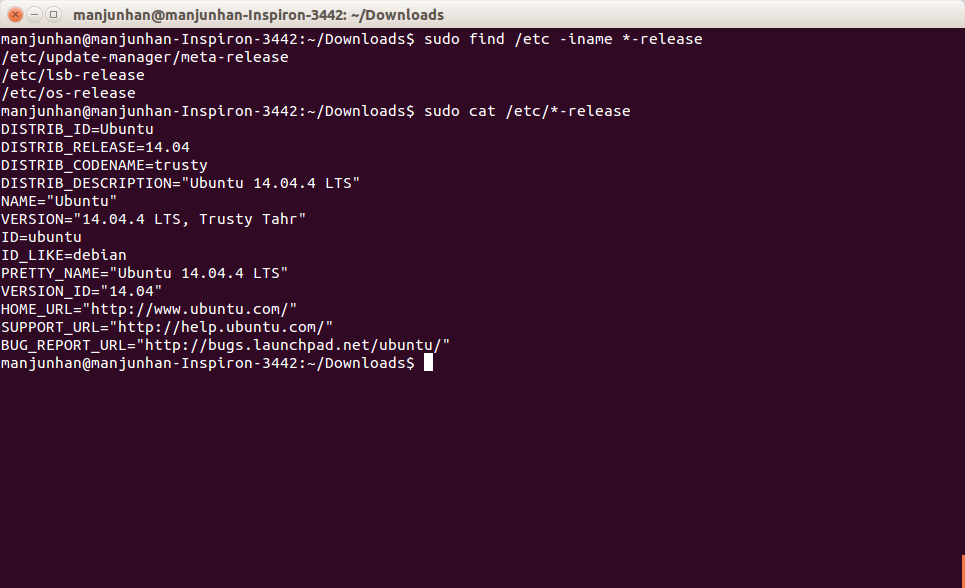 manjunhan@manjunhan-Inspiron-3442: ~/Downloads
manjunhan@manjunhan-Inspiron-3442:~/Downloads$ sudo find /etc -iname *-release
/etc/update-manager/meta-release
/etc/lsb-release
/etc/os-release
manjunhan@manjunhan-Inspiron-3442:~/Downloads$ sudo cat /etc/*-release
DISTRIB_ID=Ubuntu
DISTRIB_RELEASE=14.04
DISTRIB_CODENAME=trusty
DISTRIB_DESCRIPTION="Ubuntu 14.04.4 LTS"
NAME="Ubuntu"
VERSION="14.04.4 LTS, Trusty Tahr"
ID=ubuntu
ID_LIKE=debian
PRETTY_NAME="Ubuntu 14.04.4 LTS"
VERSION_ID="14.04"
HOME_URL="http://www.ubuntu.com/"
SUPPORT_URL="http://help.ubuntu.com/"
BUG_REPORT_URL="http://bugs.launchpad.net/ubuntu/"
manjunhan@manjunhan-Inspiron-3442:~/Downloads$